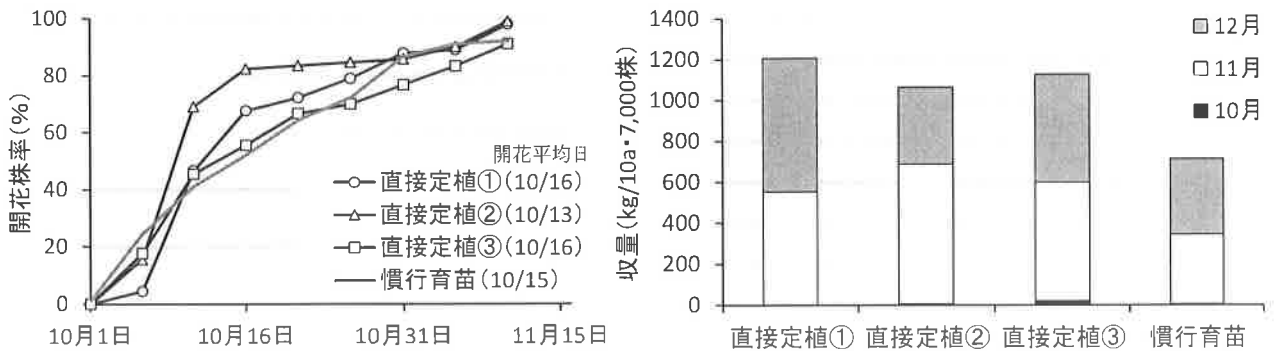 開花株率(%)
100
80
60
40
20
0
10月1日
10月16日
10月31日
11月15日
開花平均日
直接定植①(10/16)
直接定植②(10/13)
直接定植③(10/16)
慣行育苗(10/15)
収量(kg/10a・7,000株)
1400
1200
1000
800
600
400
200
0
12月
11月
10月
直接定植①
直接定植②
直接定植③
慣行育苗